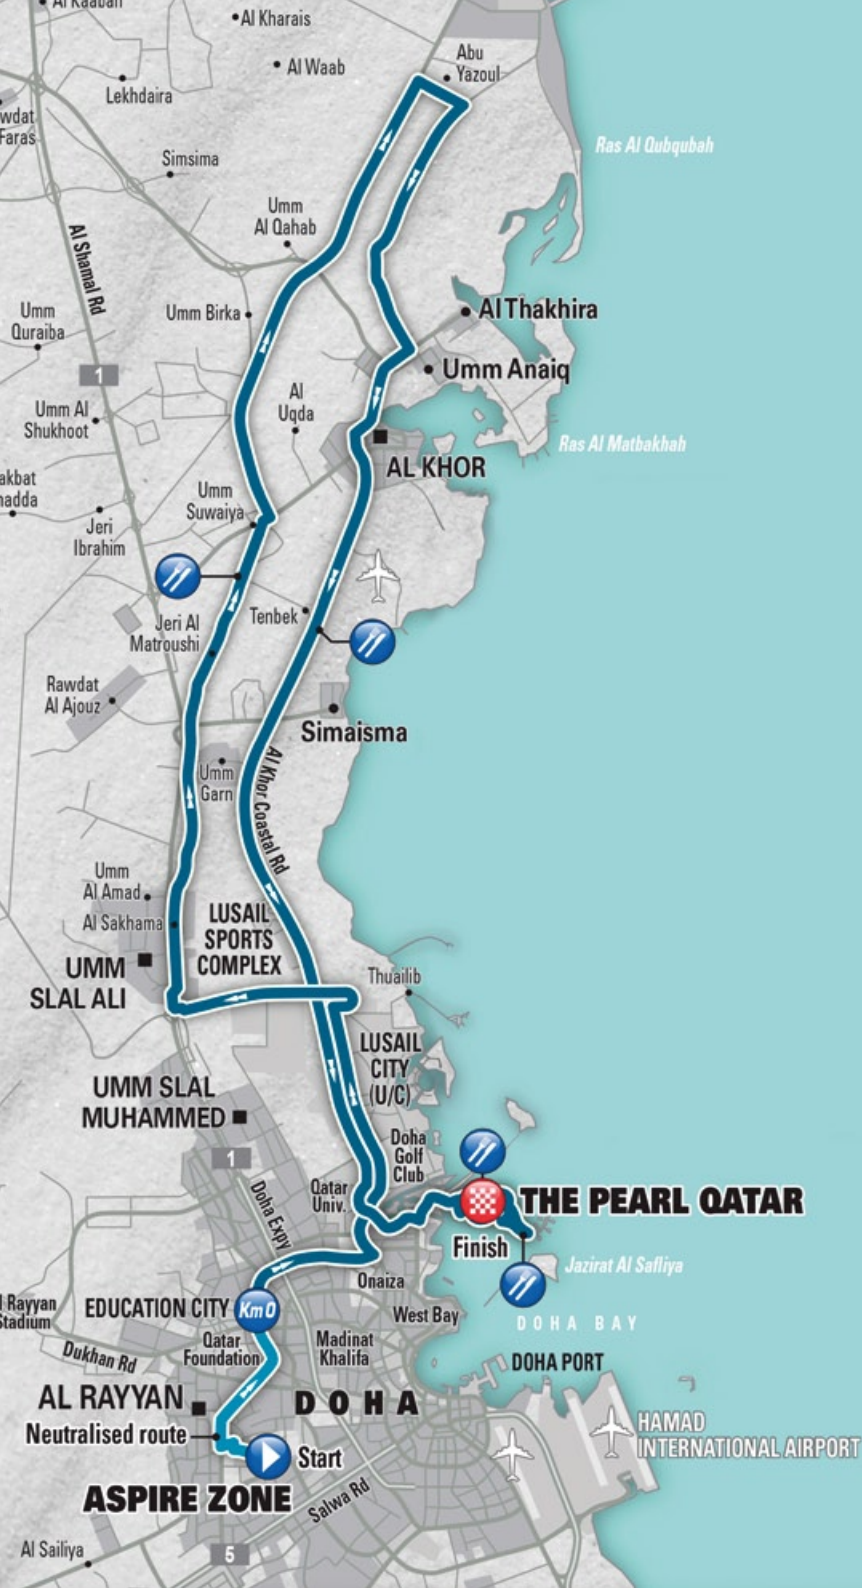 Al Kharais
Al Waab
Abu
Yazoul
Lekhdaira
Faras
Ras Al Qubqubah
Simsima
Umm
Al Qahab
Al Shamal Rd
Umm
Quraiba
Umm Birka
Al Thakhira
1
Umm Anaiq
Umm Al
Shukhoot
Al
Uqda
Ras Al Matbakhah
AL KHOR
Umm
Suwaiya
Jeri
Ibrahim
Tenbek
Jeri Al
Matroushi
Rawdat
Al Ajouz
Simaisma
Umm
Garn
Al Khor Coastal Rd
Umm
Al Amad
Al Sakhama
LUSAIL
SPORTS
COMPLEX
UMM
SLAL ALI
Thuailib
LUSAIL
CITY
(U/C)
UMM SLAL
MUHAMMED
1
Doha
Golf
Club
Qatar
Univ.
Doha Expy
THE PEARL QATAR
Finish
Jazirat Al Safliya
Onaiza
EDUCATION CITY
Km 0
West Bay
DOHA BAY
Rayyan
Stadium
Dukhan Rd
Qatar
Foundation
Madinat
Khalifa
DOHA PORT
AL RAYYAN
DOHA
Neutralised route
HAMAD
INTERNATIONAL AIRPORT
Start
ASPIRE ZONE
Salwa Rd
Al Sailiya
5